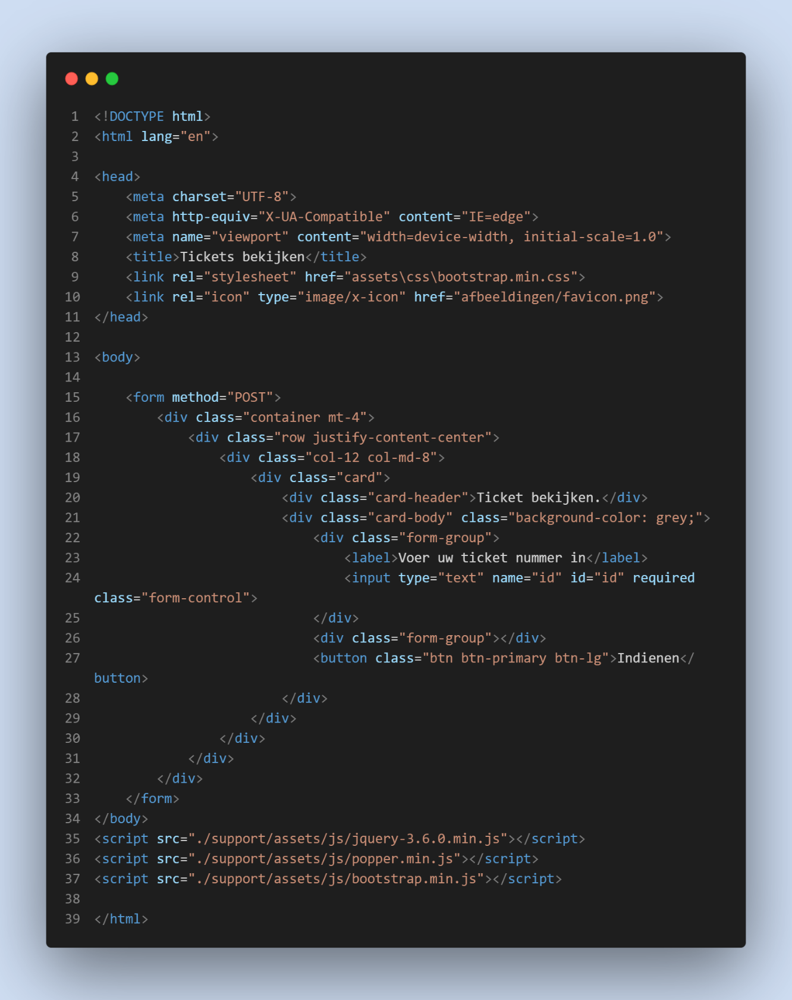 1 <!DOCTYPE html>
2 <html lang="en">
3
4 <head>
5     <meta charset="UTF-8">
6     <meta http-equiv="X-UA-Compatible" content="IE=edge">
7     <meta name="viewport" content="width=device-width, initial-scale=1.0">
8     <title>Tickets bekijken</title>
9     <link rel="stylesheet" href="assets\css\bootstrap.min.css">
10     <link rel="icon" type="image/x-icon" href="afbeeldingen/favicon.png">
11 </head>
12
13 <body>
14
15     <form method="POST">
16         <div class="container mt-4">
17             <div class="row justify-content-center">
18                 <div class="col-12 col-md-8">
19                     <div class="card">
20                         <div class="card-header">Ticket bekijken.</div>
21                         <div class="card-body" class="background-color: grey;">
22                             <div class="form-group">
23                                 <label>Voer uw ticket nummer in</label>
24                                 <input type="text" name="id" id="id" required
class="form-control">
25                             </div>
26                             <div class="form-group"></div>
27                             <button class="btn btn-primary btn-lg">Indienen</
button>
28                         </div>
29                     </div>
30                 </div>
31             </div>
32         </div>
33     </form>
34 </body>
35 <script src="./support/assets/js/jquery-3.6.0.min.js"></script>
36 <script src="./support/assets/js/popper.min.js"></script>
37 <script src="./support/assets/js/bootstrap.min.js"></script>
38
39 </html>